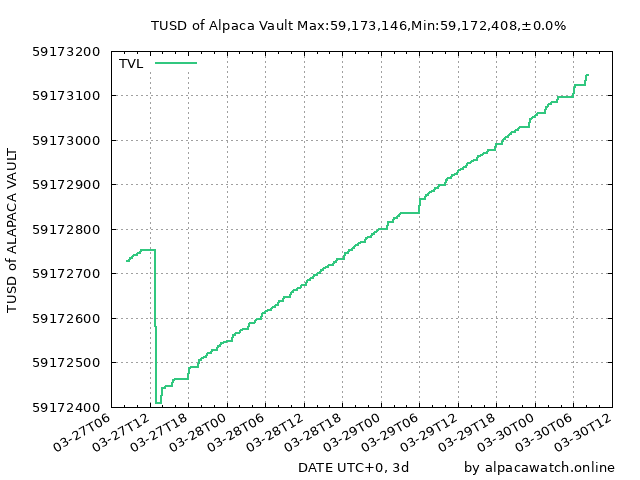 TUSD of Alpaca Vault Max:59,173,146,Min:59,172,408,±0.0%
TUSD of ALAPACA VAULT
TVL
59173200
59173100
59173000
59172900
59172800
59172700
59172600
59172500
59172400
03-27T06
03-27T12
03-27T18
03-28T00
03-28T06
03-28T12
03-28T18
03-29T00
03-29T06
03-29T12
03-29T18
03-30T00
03-30T06
03-30T12
DATE UTC+0, 3d
by alpacawatch.online